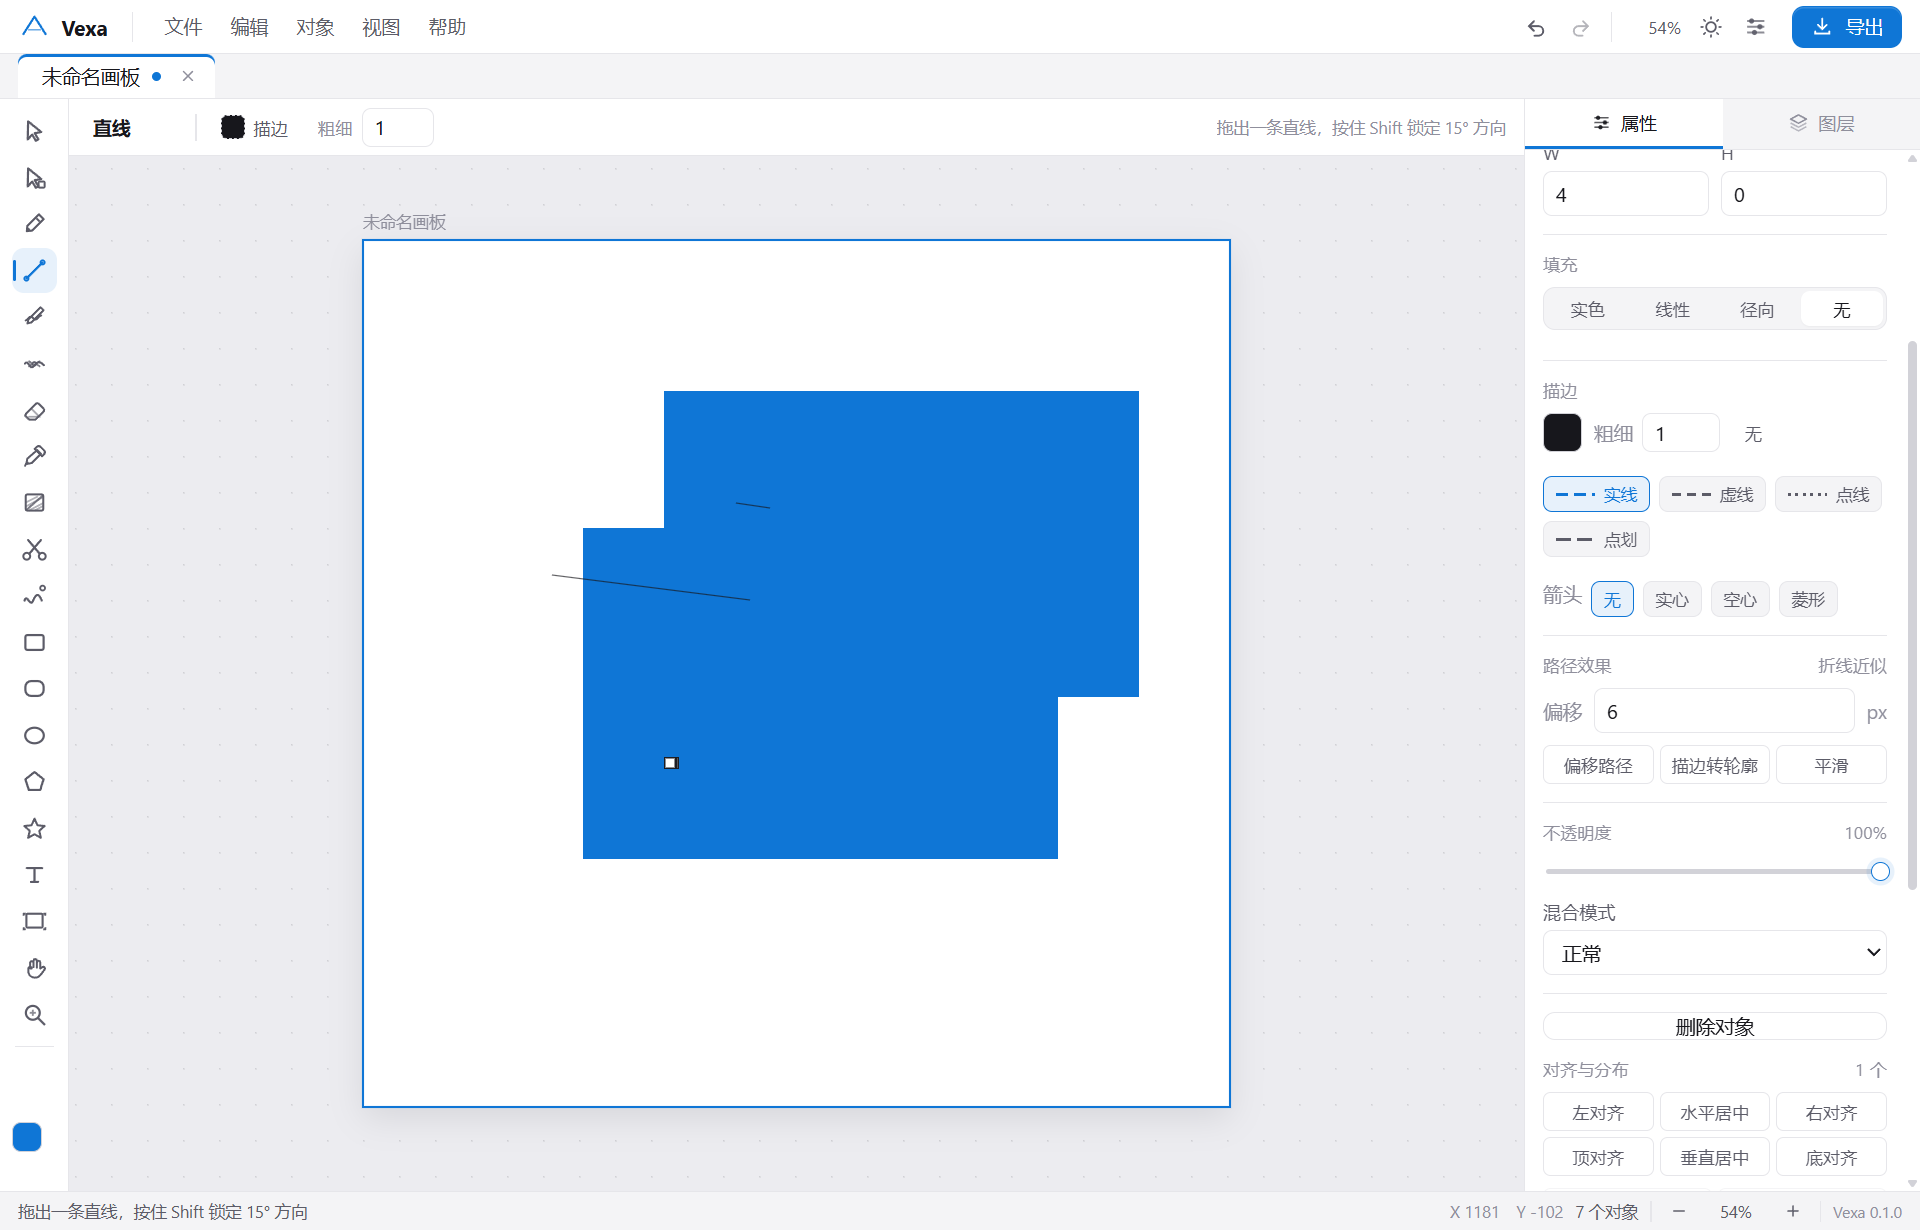 Vexa 文件 编辑 对象 视图 帮助 54% 导出
未命名画板
直线 描边 粗细 1 拖出一条直线，按住 Shift 锁定 15° 方向 属性 图层
未命名画板
W H
4 0
填充
实色 线性 径向 无
描边
粗细 1 无
实线 虚线 点线
点划
箭头 无 实心 空心 菱形
路径效果 折线近似
偏移 6 px
偏移路径 描边转轮廓 平滑
不透明度 100%
混合模式
正常
删除对象
对齐与分布 1 个
左对齐 水平居中 右对齐
顶对齐 垂直居中 底对齐
拖出一条直线，按住 Shift 锁定 15° 方向 X 1181 Y -102 7 个对象 54% Vexa 0.1.0